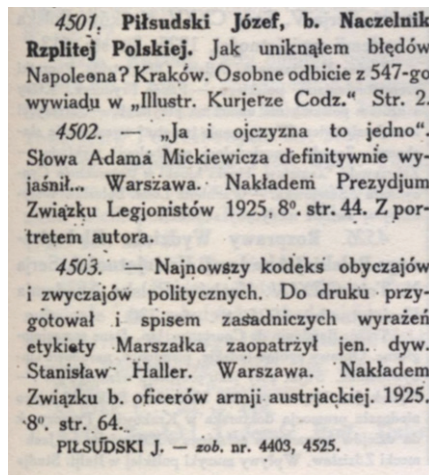 4501. Piłsudski Józef, b. Naczelnik
Rzplitej Polskiej. Jak uniknąłem błędów
Napoleona? Kraków. Osobne odbicie z 547-go
wywiadu w „Illustr. Kurjerze Codz.“ Str. 2.
4502. — „Ja i ojczyzna to jedno“.
Słowa Adama Mickiewicza definitywnie wy-
jaśnił... Warszawa. Nakładem Prezydjum
Związku Legjonistów 1925, 8⁰. str. 44. Z por-
tretem autora.
4503. — Najnowszy kodeks obyczajów
i zwyczajów politycznych. Do druku przy-
gotował i spisem zasadniczych wyrażeń
etykiety Marszałka zaopatrzył jen. dyw.
Stanisław Haller. Warszawa. Nakładem
Związku b. oficerów armji austrjackiej. 1925.
8⁰. str. 64.
PIŁSUDSKI J. — zob. nr. 4403, 4525.